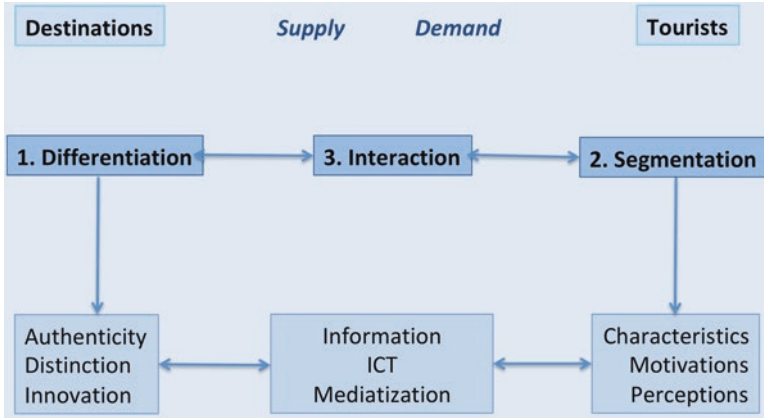 Destinations
Supply
Demand
Tourists
1. Differentiation
3. Interaction
2. Segmentation
Authenticity
Distinction
Innovation
Information
ICT
Mediatization
Characteristics
Motivations
Perceptions